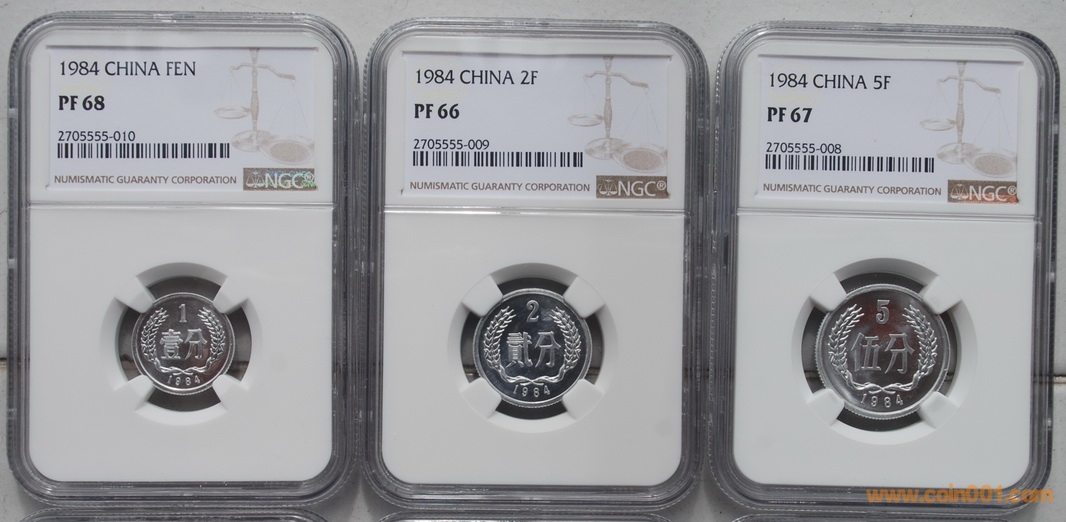 1984 CHINA FEN
PF 68
2705555-010
NUMISMATIC GUARANTY CORPORATION NGC®
1
壹分
1984
1984 CHINA 2F
PF 66
2705555-009
NUMISMATIC GUARANTY CORPORATION NGC®
2
貳分
1984
1984 CHINA 5F
PF 67
2705555-008
NUMISMATIC GUARANTY CORPORATION NGC®
5
伍分
1984
www.coin001.com